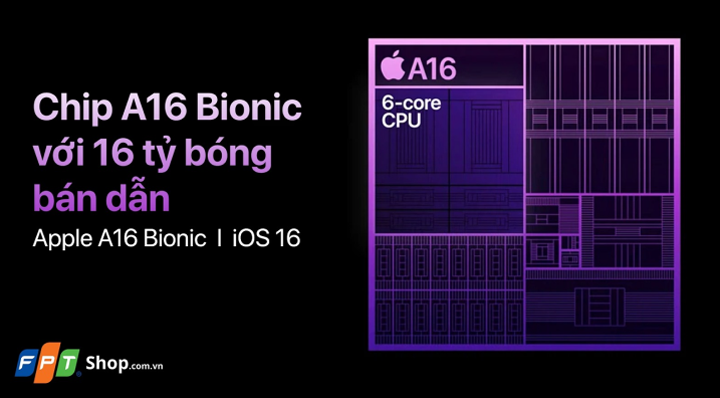 Chip A16 Bionic
với 16 tỷ bóng
bán dẫn
Apple A16 Bionic I iOS 16
A16
6-core
CPU
FPT Shop.com.vn